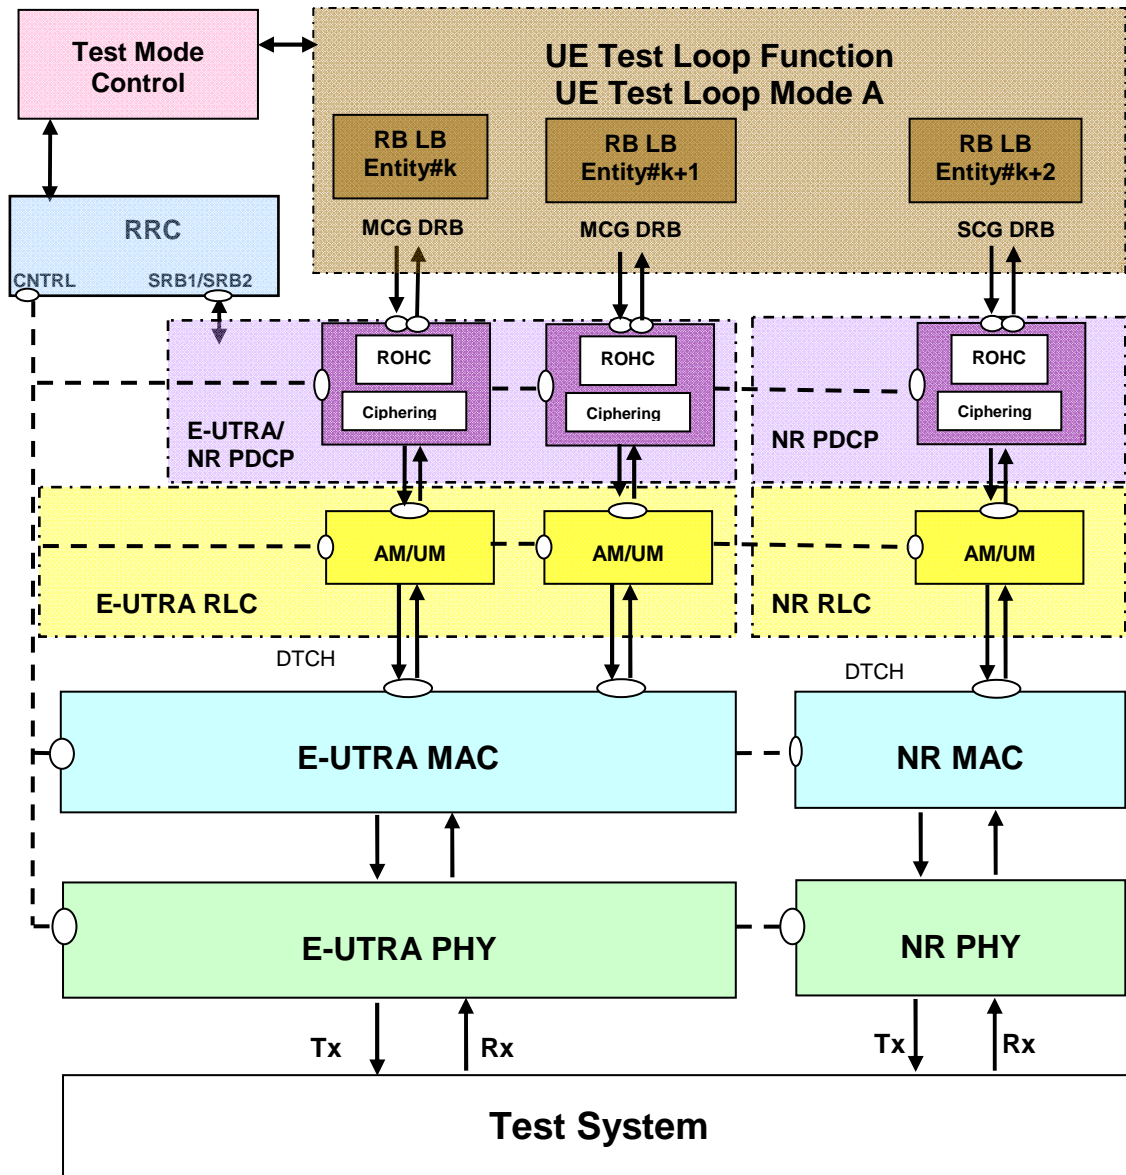 Test Mode
Control
UE Test Loop Function
UE Test Loop Mode A
RB LB
Entity#k
RB LB
Entity#k+1
RB LB
Entity#k+2
MCG DRB
MCG DRB
SCG DRB
RRC
CNTRL
SRB1/SRB2
ROHC
Ciphering
ROHC
Ciphering
ROHC
Ciphering
E-UTRA/
NR PDCP
NR PDCP
AM/UM
AM/UM
AM/UM
E-UTRA RLC
NR RLC
DTCH
DTCH
E-UTRA MAC
NR MAC
E-UTRA PHY
NR PHY
Tx
Rx
Tx
Rx
Test System